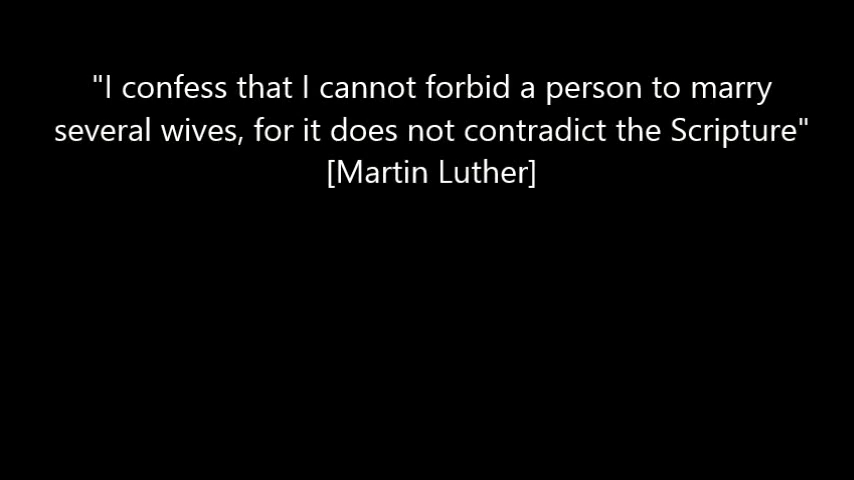 "I confess that I cannot forbid a person to marry
several wives, for it does not contradict the Scripture"
[Martin Luther]